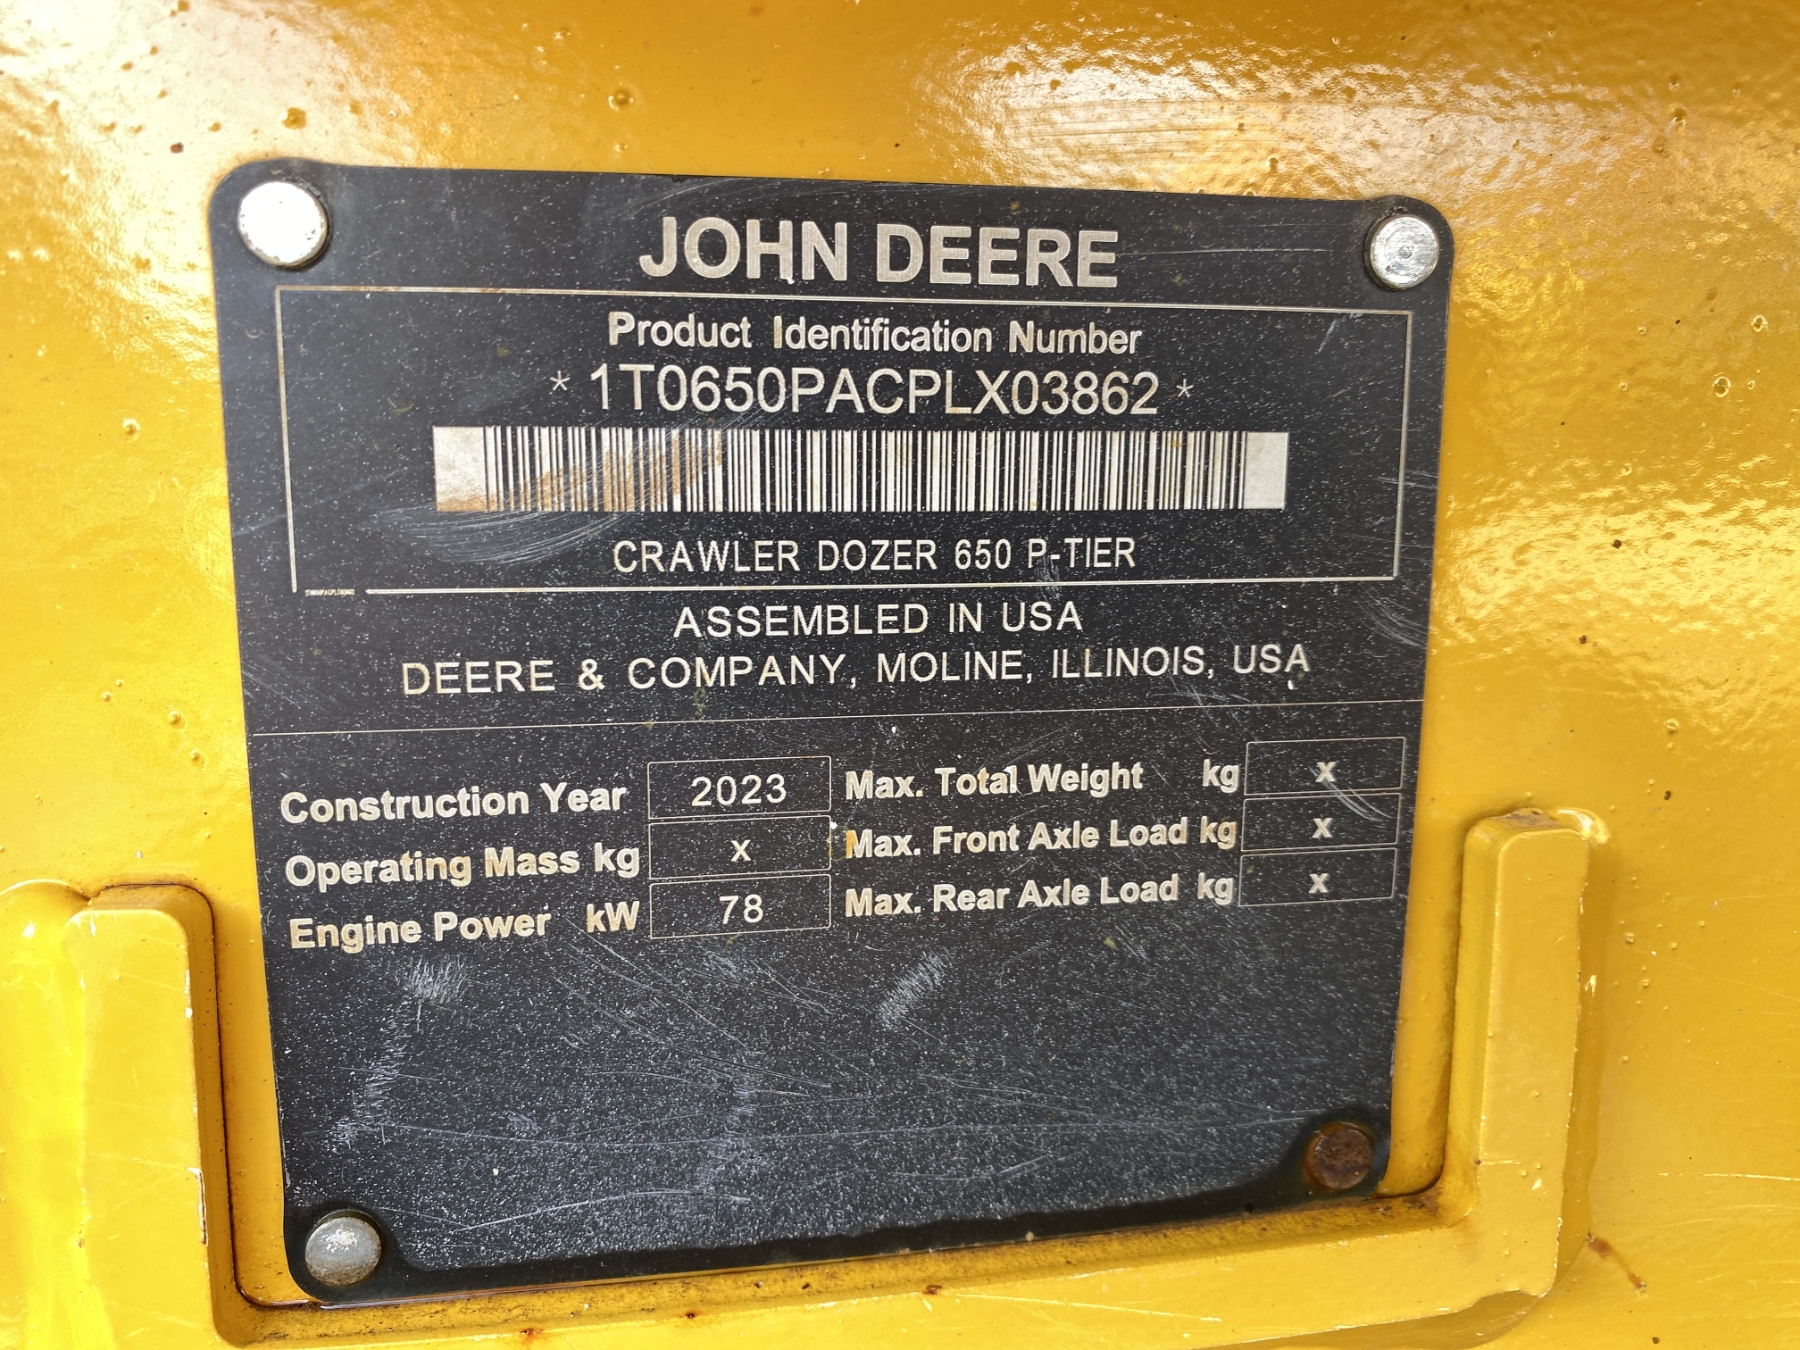 JOHN DEERE
Product Identification Number
* 1T0650PACPLX03862 *
CRAWLER DOZER 650 P-TIER
ASSEMBLED IN USA
DEERE & COMPANY, MOLINE, ILLINOIS, USA
Construction Year 2023 Max. Total Weight kg X
Operating Mass kg X Max. Front Axle Load kg X
Engine Power kW 78 Max. Rear Axle Load kg X